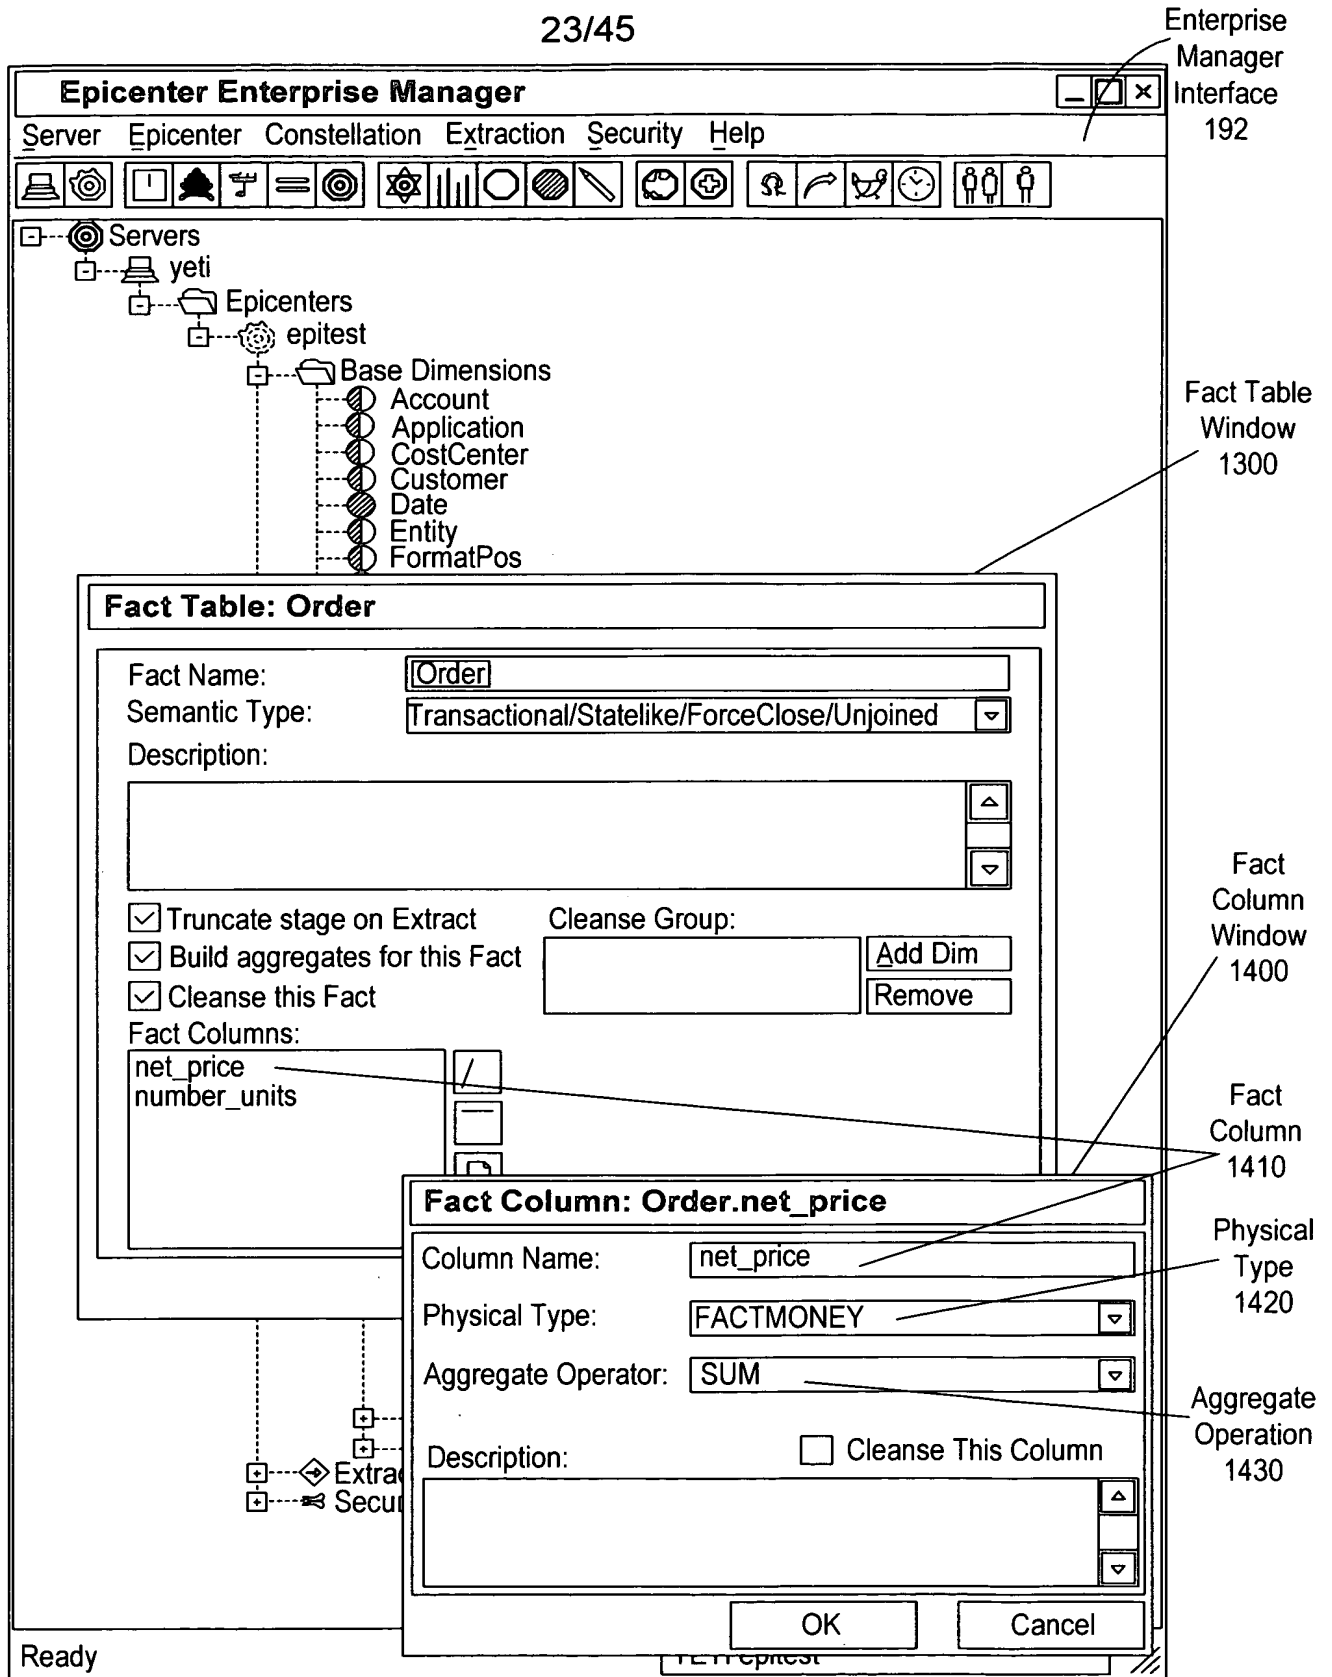 23/45
Enterprise
Manager
Interface
192
Epicenter Enterprise Manager
Server Epicenter Constellation Extraction Security Help
Servers
yeti
Epicenters
epitest
Base Dimensions
Account
Application
CostCenter
Customer
Date
Entity
FormatPos
Fact Table
Window
1300
Fact Table: Order
Fact Name: Order
Semantic Type: Transactional/Statelike/ForceClose/Unjoined
Description:
Truncate stage on Extract
Build aggregates for this Fact
Cleanse this Fact
Cleanse Group:
Add Dim
Remove
Fact Columns:
net_price
number_units
Fact
Column
Window
1400
Fact
Column
1410
Fact Column: Order.net_price
Column Name: net_price
Physical Type: FACTMONEY
Aggregate Operator: SUM
Description:
Cleanse This Column
OK Cancel
Physical
Type
1420
Aggregate
Operation
1430
Extrac
Secur
Ready
epitest